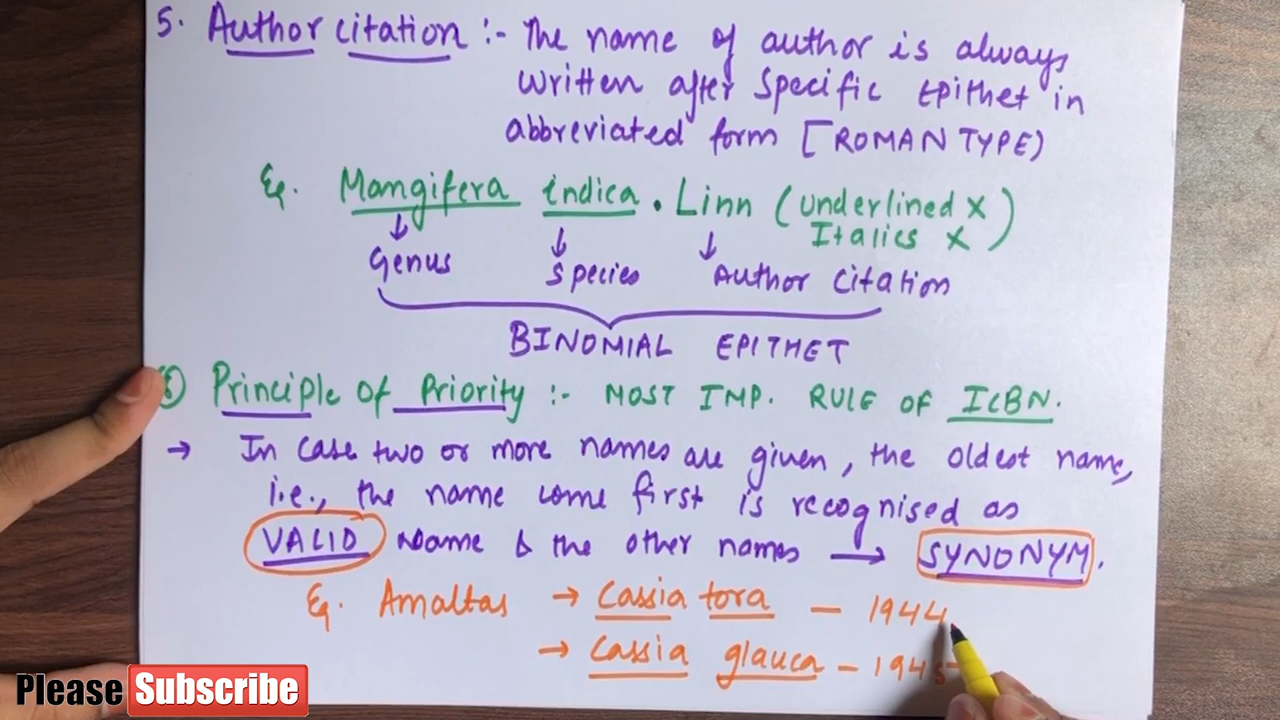 5. Author citation :- The name of author is always
written after specific Epithet in
abbreviated form [ROMAN TYPE)
Eg. Mangifera indica. Linn (underlined x
Italics x)
↓ ↓ ↓
Genus Species Author citation
BINOMIAL EPITHET
⑥ Principle of Priority :- MOST IMP. RULE OF ICBN.
→ In case two or more names are given, the oldest name,
i.e., the name come first is recognised as
VALID Name & the other names → SYNONYM.
Eg. Amaltas → Cassia tora - 1944
→ Cassia glauca - 1945
Please Subscribe